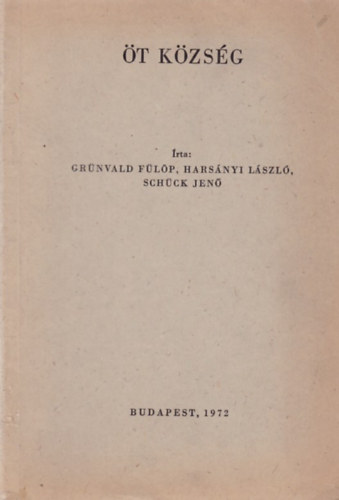 ÖT KÖZSÉG
Írta:
GRÜNVALD FÜLÖP, HARSÁNYI LÁSZLÓ,
SCHÜCK JENŐ
BUDAPEST, 1972